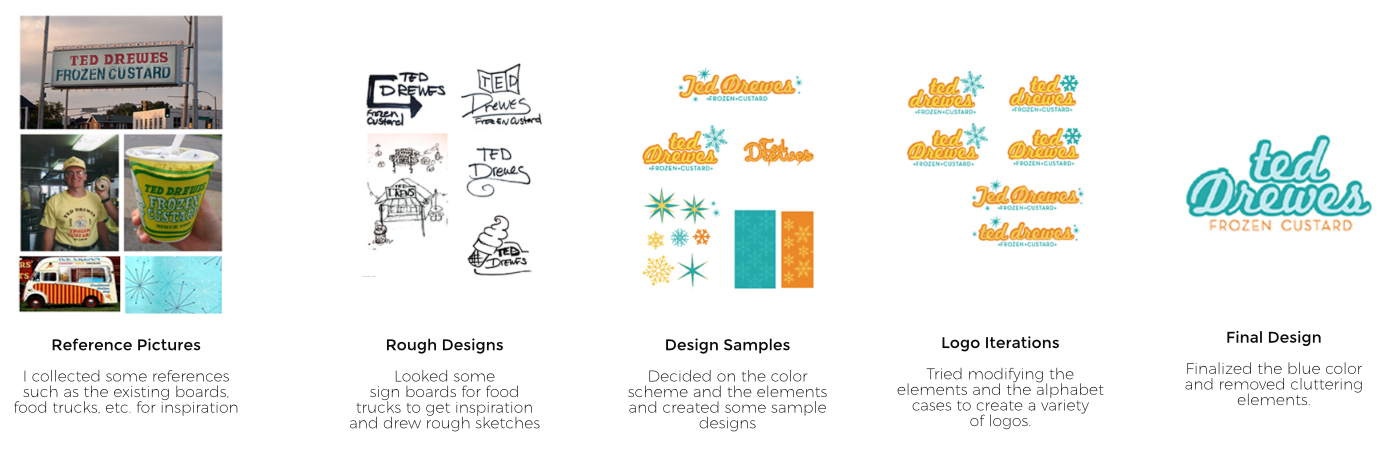 TED DREWES
FROZEN CUSTARD
TED DREWES
FROZEN
CUSTARD
TED DREWES
FROZEN
CUSTARD
ICE CREAM
TED
DREWES
Frozen
Custard
TED
Drewes
Frozen Custard
TED
Drewes
TED
DREWES
Ted Drewes
•FROZEN•CUSTARD
ted
Drewes
•FROZEN•CUSTARD•
Ted
Drewes
ted
drewes
•FROZEN•CUSTARD•
ted
drewes
•FROZEN•CUSTARD•
ted
Drewes
•FROZEN•CUSTARD•
ted
Drewes
•FROZEN•CUSTARD•
Ted Drewes
•FROZEN•CUSTARD•
ted drewes
•FROZEN•CUSTARD•
ted
Drewes
FROZEN CUSTARD
Reference Pictures
I collected some references
such as the existing boards,
food trucks, etc. for inspiration
Rough Designs
Looked some
sign boards for food
trucks to get inspiration
and drew rough sketches
Design Samples
Decided on the color
scheme and the elements
and created some sample
designs
Logo Iterations
Tried modifying the
elements and the alphabet
cases to create a variety
of logos.
Final Design
Finalized the blue color
and removed cluttering
elements.